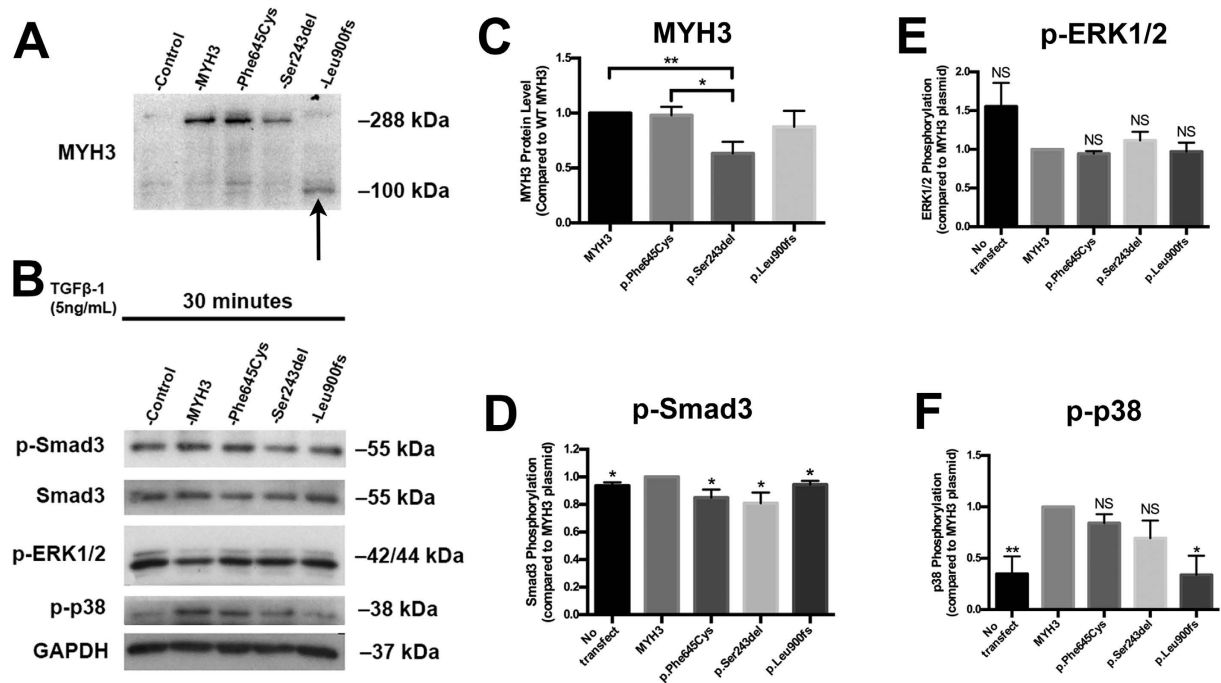 A
-Control
-MYH3
-Phe645Cys
-Ser243del
-Leu900fs
MYH3
–288 kDa
–100 kDa
B
TGFβ-1
(5ng/mL)
30 minutes
-Control
-MYH3
-Phe645Cys
-Ser243del
-Leu900fs
p-Smad3
–55 kDa
Smad3
–55 kDa
p-ERK1/2
–42/44 kDa
p-p38
–38 kDa
GAPDH
–37 kDa
C
MYH3
MYH3 Protein Level
(Compared to WT MYH3)
1.5
1.0
0.5
0.0
**
*
MYH3
p.Phe645Cys
p.Ser243del
p.Leu900fs
D
p-Smad3
Smad3 Phosphorylation
(compared to MYH3 plasmid)
1.2
1.0
0.8
0.6
0.4
0.2
0.0
*
*
*
*
No
transfect
MYH3
p.Phe645Cys
p.Ser243del
p.Leu900fs
E
p-ERK1/2
ERK1/2 Phosphorylation
(compared to MYH3 plasmid)
2.0
1.5
1.0
0.5
0.0
NS
NS
NS
NS
No
transfect
MYH3
p.Phe645Cys
p.Ser243del
p.Leu900fs
F
p-p38
p38 Phosphorylation
(compared to MYH3 plasmid)
1.5
1.0
0.5
0.0
**
NS
NS
*
No
transfect
MYH3
p.Phe645Cys
p.Ser243del
p.Leu900fs